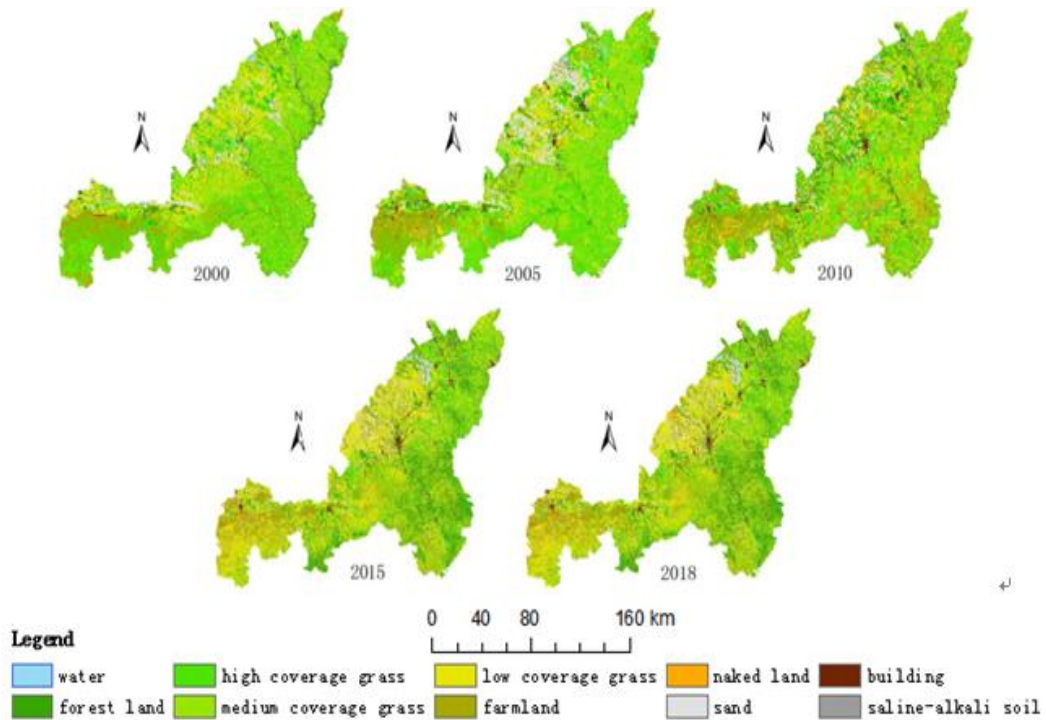 N N N
2000 2005 2010
N N
2015 2018
0 40 80 160 km
Legend
water high coverage grass low coverage grass naked land building
forest land medium coverage grass farmland sand saline-alkali soil